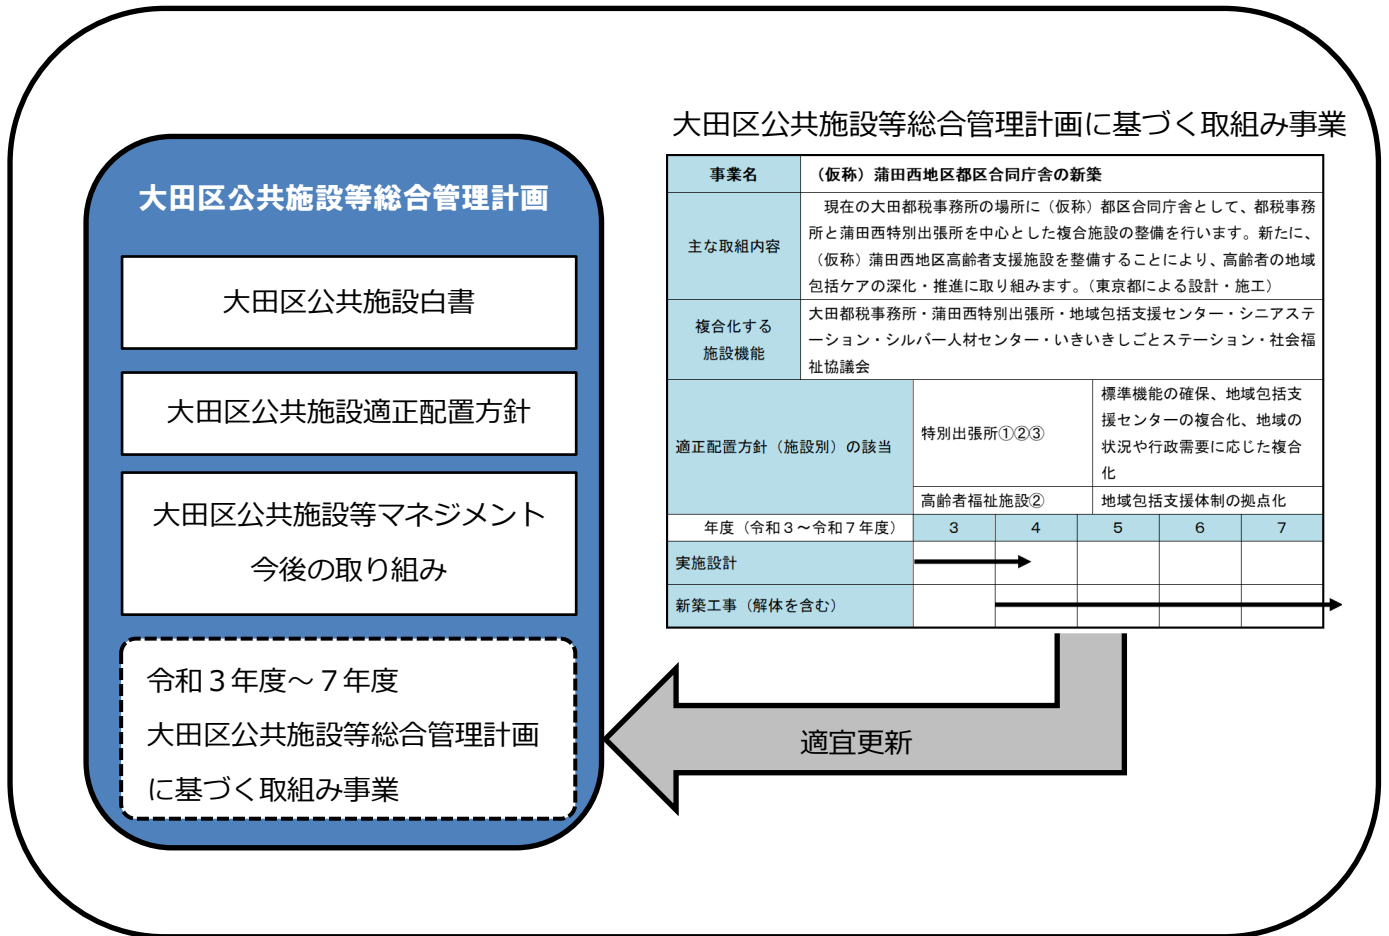 大田区公共施設等総合管理計画
大田区公共施設白書
大田区公共施設適正配置方針
大田区公共施設等マネジメント
今後の取り組み
令和３年度～７年度
大田区公共施設等総合管理計画
に基づく取組み事業
大田区公共施設等総合管理計画に基づく取組み事業
事業名 （仮称）蒲田西地区都区合同庁舎の新築
主な取組内容
現在の大田都税事務所の場所に（仮称）都区合同庁舎として、都税事務
所と蒲田西特別出張所を中心とした複合施設の整備を行います。新たに、
（仮称）蒲田西地区高齢者支援施設を整備することにより、高齢者の地域
包括ケアの深化・推進に取り組みます。（東京都による設計・施工）
複合化する
施設機能
大田都税事務所・蒲田西特別出張所・地域包括支援センター・シニアステ
ーション・シルバー人材センター・いきいきしごとステーション・社会福
祉協議会
適正配置方針（施設別）の該当
特別出張所①②③
標準機能の確保、地域包括支
援センターの複合化、地域の
状況や行政需要に応じた複合
化
高齢者福祉施設② 地域包括支援体制の拠点化
年度（令和３～令和７年度） ３ ４ ５ ６ ７
実施設計
新築工事（解体を含む）
適宜更新